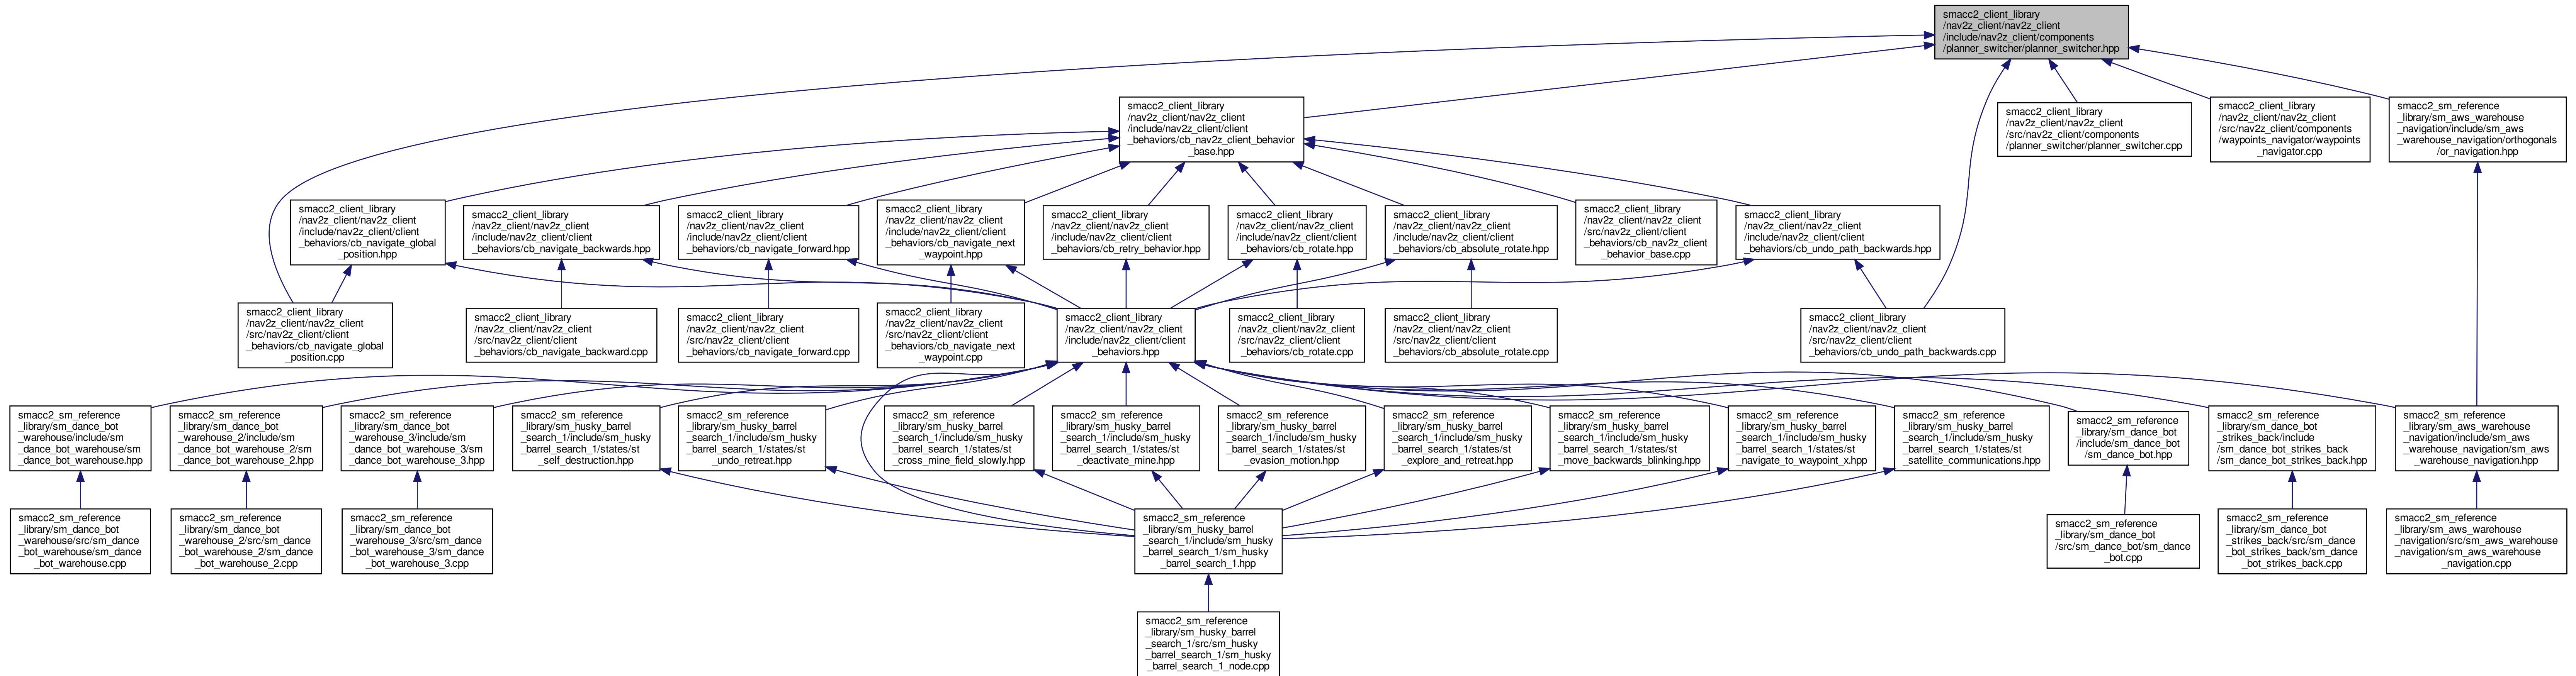 smacc2_client_library
/nav2z_client/nav2z_client
/include/nav2z_client/components
/planner_switcher/planner_switcher.hpp
smacc2_client_library
/nav2z_client/nav2z_client
/include/nav2z_client/client
_behaviors/cb_nav2z_client_behavior
_base.hpp
smacc2_client_library
/nav2z_client/nav2z_client
/src/nav2z_client/components
/planner_switcher/planner_switcher.cpp
smacc2_client_library
/nav2z_client/nav2z_client
/src/nav2z_client/components
/waypoints_navigator/waypoints
_navigator.cpp
smacc2_sm_reference
_library/sm_aws_warehouse
_navigation/include/sm_aws
_warehouse_navigation/orthogonals
/or_navigation.hpp
smacc2_client_library
/nav2z_client/nav2z_client
/include/nav2z_client/client
_behaviors/cb_navigate_global
_position.hpp
smacc2_client_library
/nav2z_client/nav2z_client
/include/nav2z_client/client
_behaviors/cb_navigate_backwards.hpp
smacc2_client_library
/nav2z_client/nav2z_client
/include/nav2z_client/client
_behaviors/cb_navigate_forward.hpp
smacc2_client_library
/nav2z_client/nav2z_client
/include/nav2z_client/client
_behaviors/cb_navigate_next
_waypoint.hpp
smacc2_client_library
/nav2z_client/nav2z_client
/include/nav2z_client/client
_behaviors/cb_retry_behavior.hpp
smacc2_client_library
/nav2z_client/nav2z_client
/include/nav2z_client/client
_behaviors/cb_rotate.hpp
smacc2_client_library
/nav2z_client/nav2z_client
/include/nav2z_client/client
_behaviors/cb_absolute_rotate.hpp
smacc2_client_library
/nav2z_client/nav2z_client
/src/nav2z_client/client
_behaviors/cb_nav2z_client
_behavior_base.cpp
smacc2_client_library
/nav2z_client/nav2z_client
/include/nav2z_client/client
_behaviors/cb_undo_path_backwards.hpp
smacc2_client_library
/nav2z_client/nav2z_client
/src/nav2z_client/client
_behaviors/cb_navigate_global
_position.cpp
smacc2_client_library
/nav2z_client/nav2z_client
/src/nav2z_client/client
_behaviors/cb_navigate_backward.cpp
smacc2_client_library
/nav2z_client/nav2z_client
/src/nav2z_client/client
_behaviors/cb_navigate_forward.cpp
smacc2_client_library
/nav2z_client/nav2z_client
/src/nav2z_client/client
_behaviors/cb_navigate_next
_waypoint.cpp
smacc2_client_library
/nav2z_client/nav2z_client
/include/nav2z_client/client
_behaviors.hpp
smacc2_client_library
/nav2z_client/nav2z_client
/src/nav2z_client/client
_behaviors/cb_rotate.cpp
smacc2_client_library
/nav2z_client/nav2z_client
/src/nav2z_client/client
_behaviors/cb_absolute_rotate.cpp
smacc2_client_library
/nav2z_client/nav2z_client
/src/nav2z_client/client
_behaviors/cb_undo_path_backwards.cpp
smacc2_sm_reference
_library/sm_dance_bot
_warehouse/include/sm
_dance_bot_warehouse/sm
_dance_bot_warehouse.hpp
smacc2_sm_reference
_library/sm_dance_bot
_warehouse_2/include/sm
_dance_bot_warehouse_2/sm
_dance_bot_warehouse_2.hpp
smacc2_sm_reference
_library/sm_dance_bot
_warehouse_3/include/sm
_dance_bot_warehouse_3/sm
_dance_bot_warehouse_3.hpp
smacc2_sm_reference
_library/sm_husky_barrel
_search_1/include/sm_husky
_barrel_search_1/states/st
_self_destruction.hpp
smacc2_sm_reference
_library/sm_husky_barrel
_search_1/include/sm_husky
_barrel_search_1/states/st
_undo_retreat.hpp
smacc2_sm_reference
_library/sm_husky_barrel
_search_1/include/sm_husky
_barrel_search_1/states/st
_cross_mine_field_slowly.hpp
smacc2_sm_reference
_library/sm_husky_barrel
_search_1/include/sm_husky
_barrel_search_1/states/st
_deactivate_mine.hpp
smacc2_sm_reference
_library/sm_husky_barrel
_search_1/include/sm_husky
_barrel_search_1/states/st
_evasion_motion.hpp
smacc2_sm_reference
_library/sm_husky_barrel
_search_1/include/sm_husky
_barrel_search_1/states/st
_explore_and_retreat.hpp
smacc2_sm_reference
_library/sm_husky_barrel
_search_1/include/sm_husky
_barrel_search_1/states/st
_move_backwards_blinking.hpp
smacc2_sm_reference
_library/sm_husky_barrel
_search_1/include/sm_husky
_barrel_search_1/states/st
_navigate_to_waypoint_x.hpp
smacc2_sm_reference
_library/sm_husky_barrel
_search_1/include/sm_husky
_barrel_search_1/states/st
_satellite_communications.hpp
smacc2_sm_reference
_library/sm_dance_bot
/include/sm_dance_bot
/sm_dance_bot.hpp
smacc2_sm_reference
_library/sm_dance_bot
_strikes_back/include
/sm_dance_bot_strikes_back
/sm_dance_bot_strikes_back.hpp
smacc2_sm_reference
_library/sm_aws_warehouse
_navigation/include/sm_aws
_warehouse_navigation/sm_aws
_warehouse_navigation.hpp
smacc2_sm_reference
_library/sm_dance_bot
_warehouse/src/sm_dance
_bot_warehouse/sm_dance
_bot_warehouse.cpp
smacc2_sm_reference
_library/sm_dance_bot
_warehouse_2/src/sm_dance
_bot_warehouse_2/sm_dance
_bot_warehouse_2.cpp
smacc2_sm_reference
_library/sm_dance_bot
_warehouse_3/src/sm_dance
_bot_warehouse_3/sm_dance
_bot_warehouse_3.cpp
smacc2_sm_reference
_library/sm_husky_barrel
_search_1/include/sm_husky
_barrel_search_1/sm_husky
_barrel_search_1.hpp
smacc2_sm_reference
_library/sm_dance_bot
/src/sm_dance_bot/sm_dance
_bot.cpp
smacc2_sm_reference
_library/sm_dance_bot
_strikes_back/src/sm_dance
_bot_strikes_back/sm_dance
_bot_strikes_back.cpp
smacc2_sm_reference
_library/sm_aws_warehouse
_navigation/src/sm_aws_warehouse
_navigation/sm_aws_warehouse
_navigation.cpp
smacc2_sm_reference
_library/sm_husky_barrel
_search_1/src/sm_husky
_barrel_search_1/sm_husky
_barrel_search_1_node.cpp